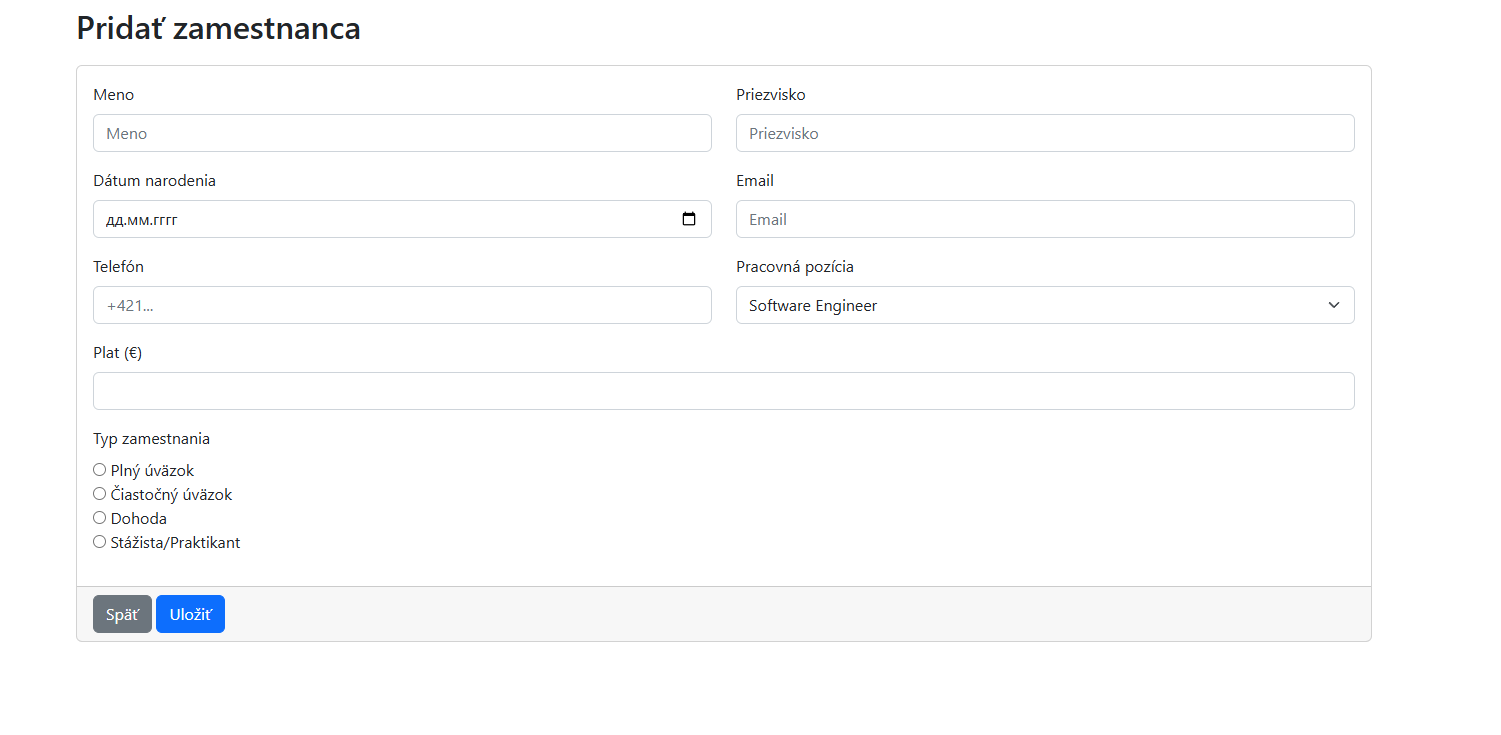 Pridať zamestnanca
Meno
Priezvisko
Meno
Priezvisko
Dátum narodenia
Email
дд.мм.гггг
Email
Telefón
Pracovná pozícia
+421...
Software Engineer
Plat (€)
Typ zamestnania
Plný úväzok
Čiastočný úväzok
Dohoda
Stážista/Praktikant
Späť
Uložiť